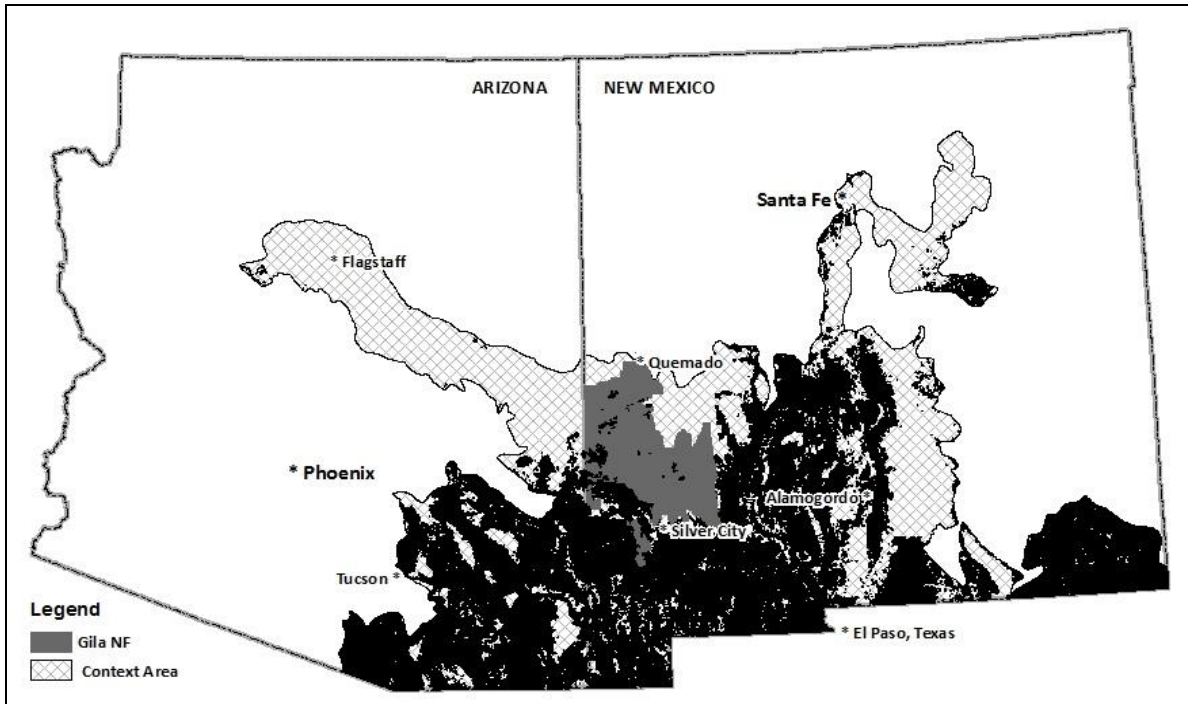 ARIZONA
NEW MEXICO
Santa Fe *
* Flagstaff
* Quemado
* Phoenix
Alamogordo *
* Silver City
Tucson *
Legend
Gila NF
Context Area
* El Paso, Texas